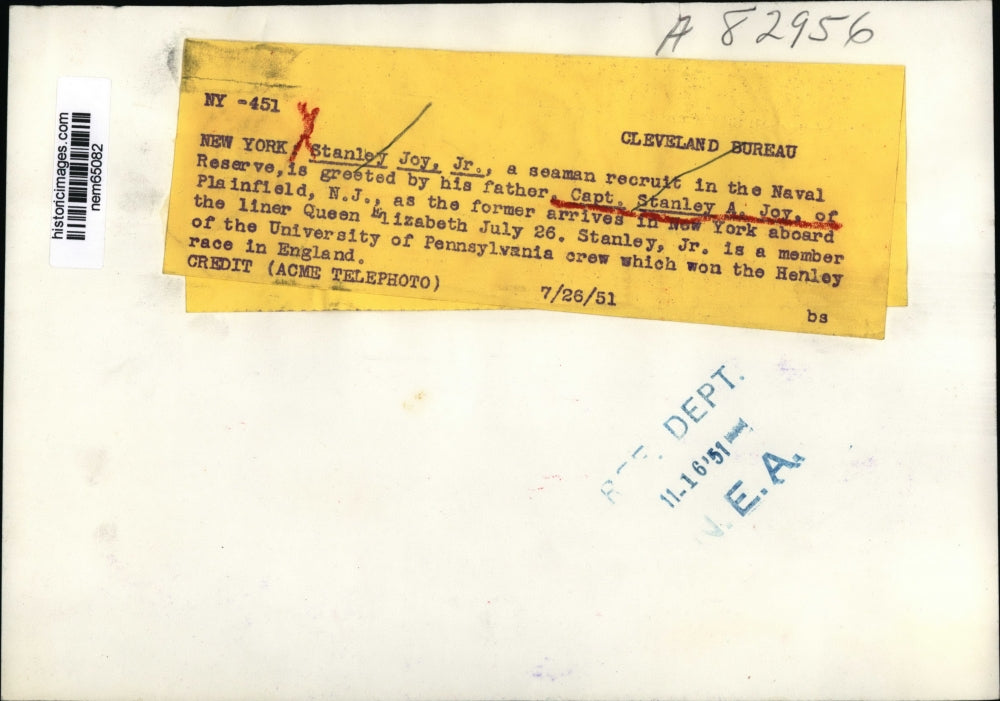 A 82956
historicimages.com
nem65082
NY -451
CLEVELAND BUREAU
NEW YORK, Stanley Joy, Jr., a seaman recruit in the Naval
Reserve, is greeted by his father, Capt. Stanley A. Joy, of
Plainfield, N.J., as the former arrives in New York aboard
the liner Queen Elizabeth July 26. Stanley, Jr. is a member
of the University of Pennsylvania crew which won the Henley
race in England.
CREDIT (ACME TELEPHOTO)
7/26/51
bs
DEPT.
11-16'51
N.E.A.